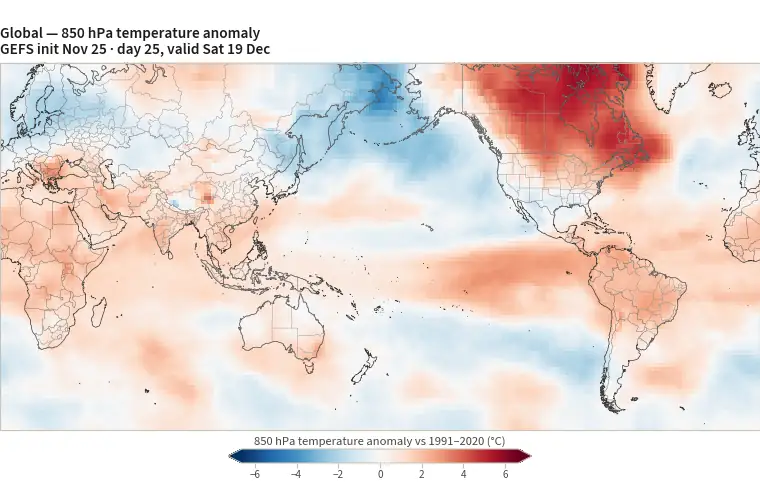 Global — 850 hPa temperature anomaly
GEFS init Nov 25 · day 25, valid Sat 19 Dec
850 hPa temperature anomaly vs 1991–2020 (°C)
−6 −4 −2 0 2 4 6